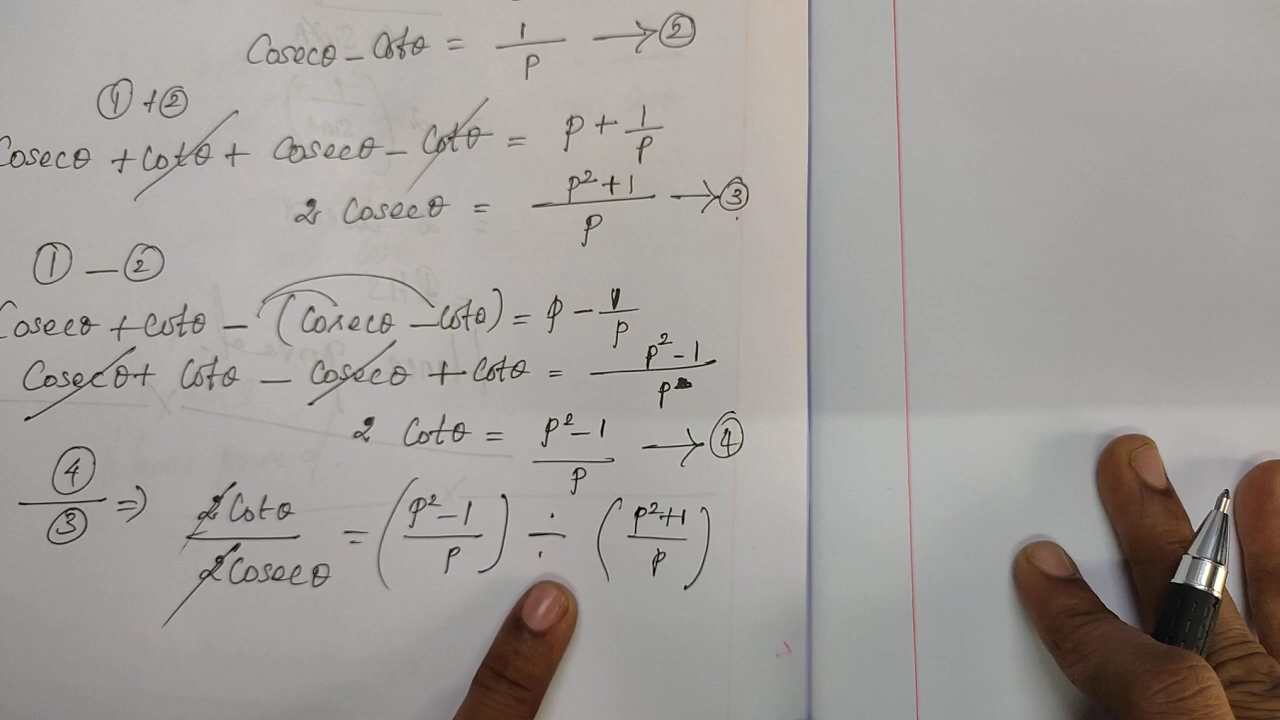 Cosecθ - Cotθ = 1/P → ②
① + ②
Cosecθ + Cotθ + Cosecθ - Cotθ = P + 1/P
2 Cosecθ = P²+1/P → ③
① - ②
Cosecθ + Cotθ - (Cosecθ - Cotθ) = P - 1/P
Cosecθ + Cotθ - Cosecθ + Cotθ = P²-1/P
2 Cotθ = P²-1/P → ④
④/③ ⇒ 2Cotθ/2Cosecθ = (P²-1/P) ÷ (P²+1/P)